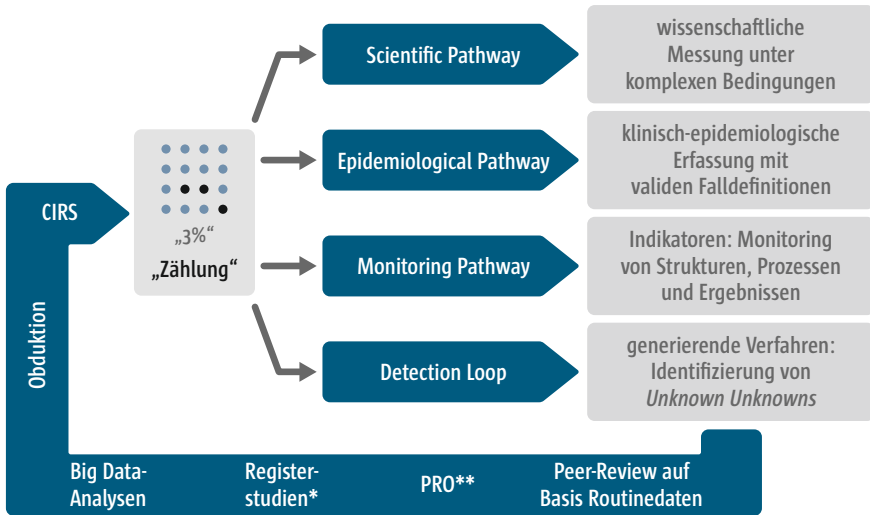 Scientific Pathway
wissenschaftliche
Messung unter
komplexen Bedingungen
Epidemiological Pathway
klinisch-epidemiologische
Erfassung mit
validen Falldefinitionen
CIRS
„3%“
„Zählung“
Monitoring Pathway
Indikatoren: Monitoring
von Strukturen, Prozessen
und Ergebnissen
Obduktion
Detection Loop
generierende Verfahren:
Identifizierung von
Unknown Unknowns
Big Data-
Analysen
Register-
studien*
PRO**
Peer-Review auf
Basis Routinedaten